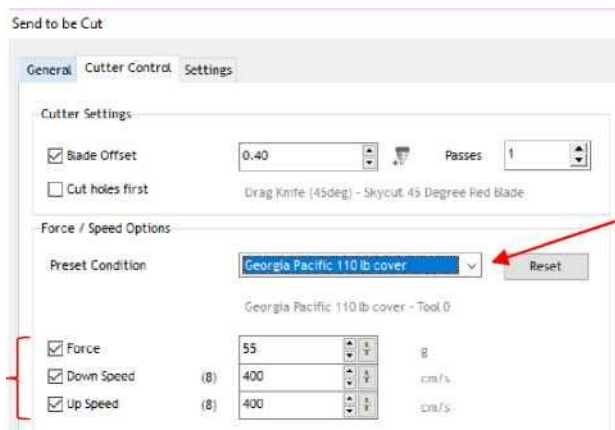 Send to be Cut
General Cutter Control Settings
Cutter Settings
Blade Offset 0.40 Passes 1
Cut holes first Drag Knife (45deg) - Skycut 45 Degree Red Blade
Force / Speed Options
Preset Condition Georgia Pacific 110 lb cover Reset
Georgia Pacific 110 lb cover - Tool 0
Force 55 g
Down Speed (8) 400 cm/s
Up Speed (8) 400 cm/s